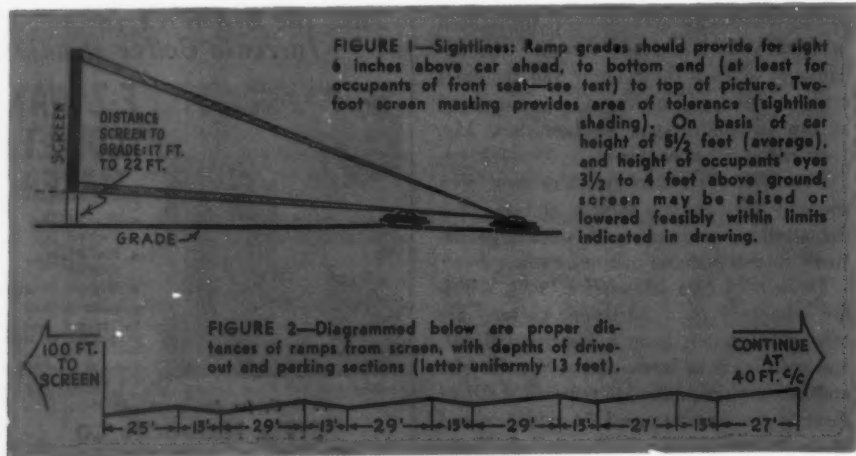 FIGURE 1—Sightlines: Ramp grades should provide for sight
6 inches above car ahead, to bottom and (at least for
occupants of front seat—see text) to top of picture. Two-
foot screen masking provides area of tolerance (sightline
shading). On basis of car
height of 5½ feet (average),
and height of occupants' eyes
3½ to 4 feet above ground,
screen may be raised or
lowered feasibly within limits
indicated in drawing.
SCREEN
DISTANCE
SCREEN TO
GRADE:17 FT.
TO 22 FT.
GRADE
FIGURE 2—Diagrammed below are proper dis-
tances of ramps from screen, with depths of drive-
out and parking sections (latter uniformly 13 feet).
100 FT.
TO
SCREEN
CONTINUE
AT
40 FT. c/c
25' 13' 29' 13' 29' 13' 29' 13' 27' 13' 27'